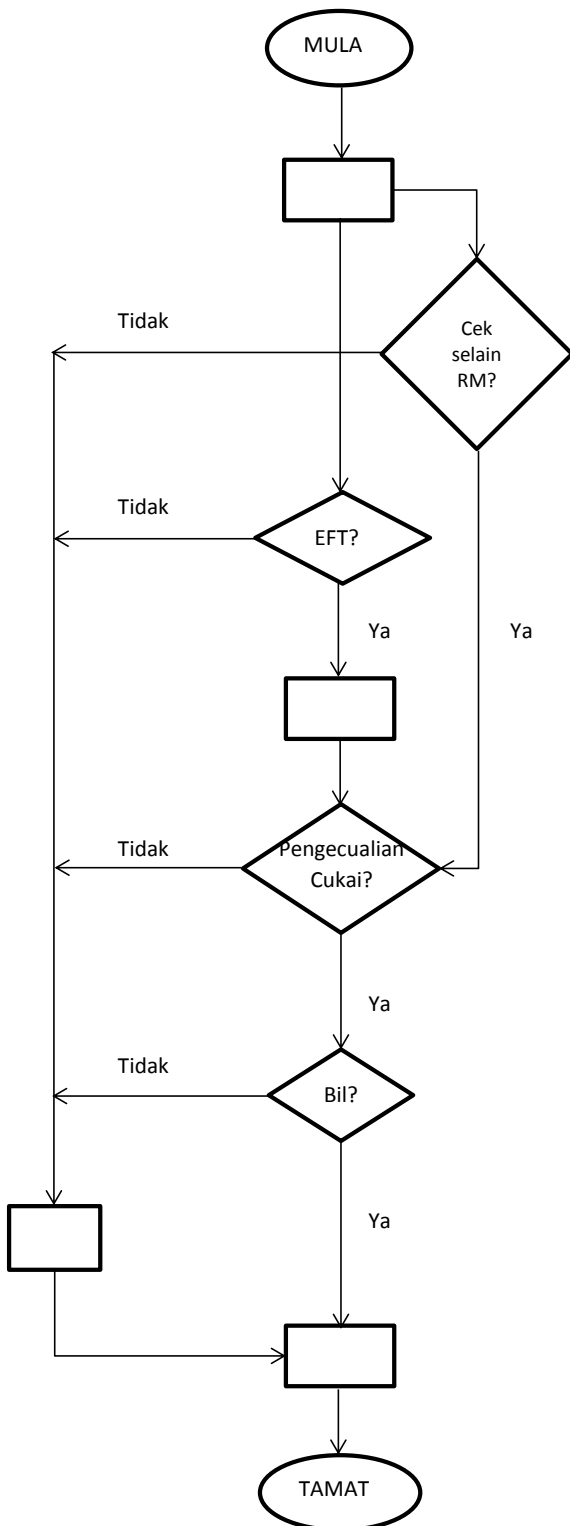 MULA
Tidak
Cek
selain
RM?
Tidak
EFT?
Ya
Ya
Tidak
Pengecualian
Cukai?
Ya
Tidak
Bil?
Ya
TAMAT